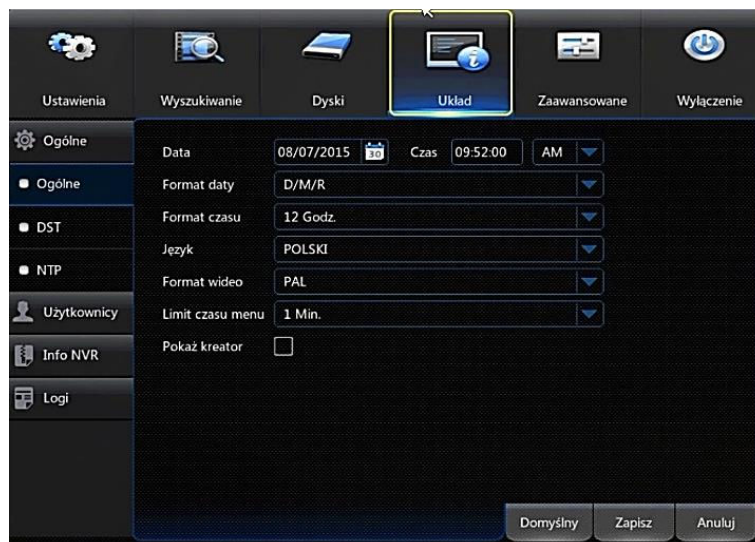 Ustawienia Wyszukiwanie Dyski Układ Zaawansowane Wyłączenie
Ogólne
Ogólne
DST
NTP
Użytkownicy
Info NVR
Logi
Data 08/07/2015 30 Czas 09:52:00 AM
Format daty D/M/R
Format czasu 12 Godz.
Język POLSKI
Format wideo PAL
Limit czasu menu 1 Min.
Pokaż kreator
Domyślny Zapisz Anuluj